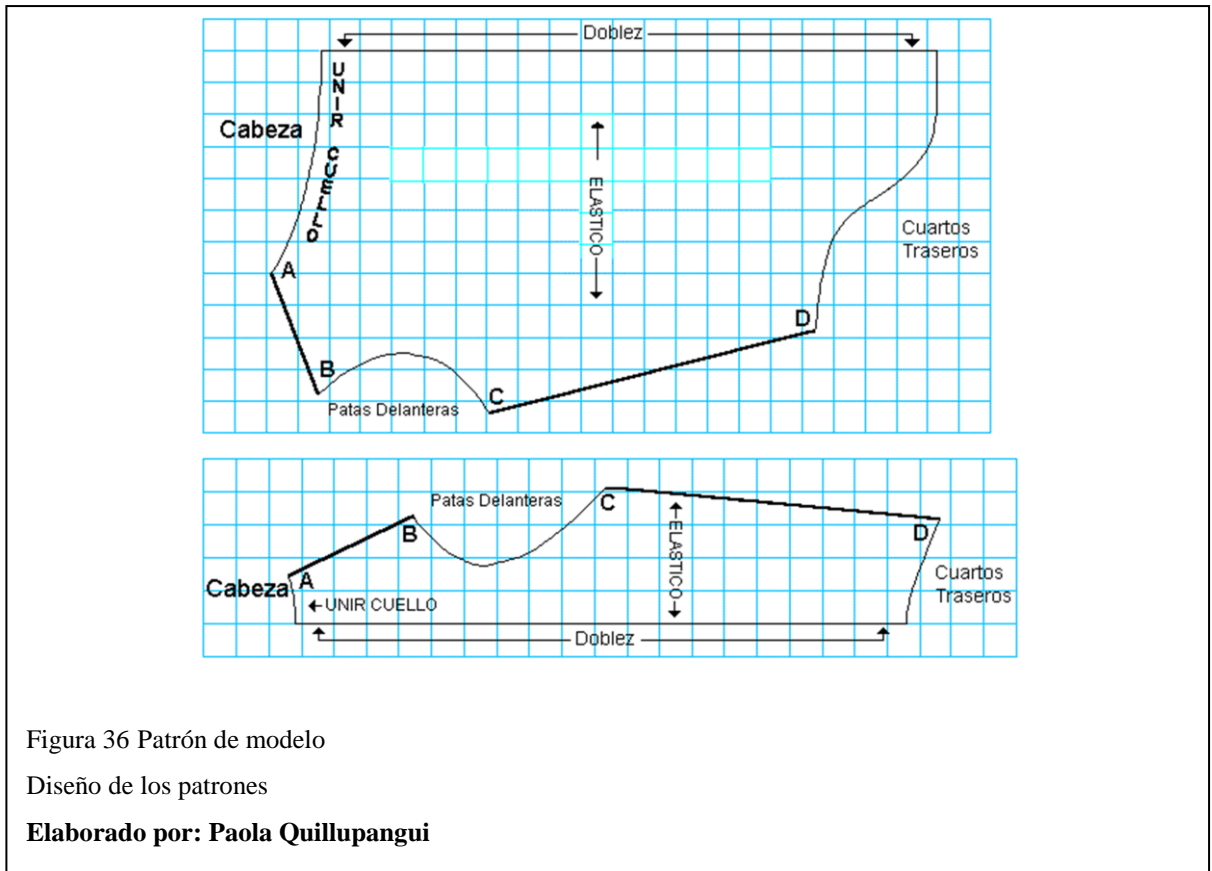 Doblez
UNIR CUELLO
Cabeza
ELASTICO
Cuartos
Traseros
A
D
B
C
Patas Delanteras
Patas Delanteras
C
B
ELASTICO
D
A
Cabeza
Cuartos
Traseros
UNIR CUELLO
Doblez
Figura 36 Patrón de modelo
Diseño de los patrones
Elaborado por: Paola Quillupangui